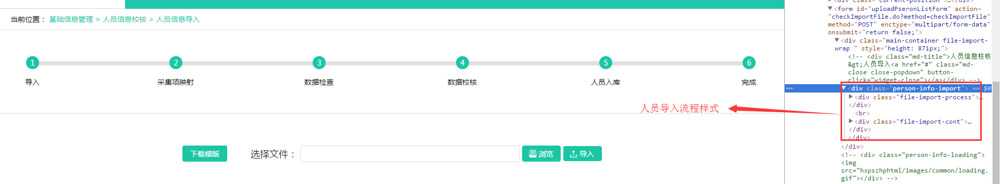 当前位置： 基础信息管理 > 人员信息校核 > 人员信息导入
1 2 3 4 5 6
导入 采集项映射 数据检查 数据校核 人员入库 完成
人员导入流程样式
下载模版 选择文件： 浏览 导入
<div class="current-position">…</div>
▼<form id="uploadPseronListForm" action=
"checkImportFile.do?method=checkImportFile"
method="POST" enctype="multipart/form-data"
onsubmit="return false;">
▼<div class="main-container file-import-
wrap " style="height: 871px;">
<!-- <div class="md-title">人员信息校核
&gt;人员导入<a href="#" class="md-
close close-popdown" button-
click="widget-close"></a></div> -->
… ▼<div class="person-info-import"> == $0
▶<div class="file-import-process">…
</div>
<br>
▶<div class="file-import-cont">…
</div>
</div>
</div>
<!-- <div class="person-info-loading">
<img
src="hspszhphtml/images/common/loading.
gif"></div> -->